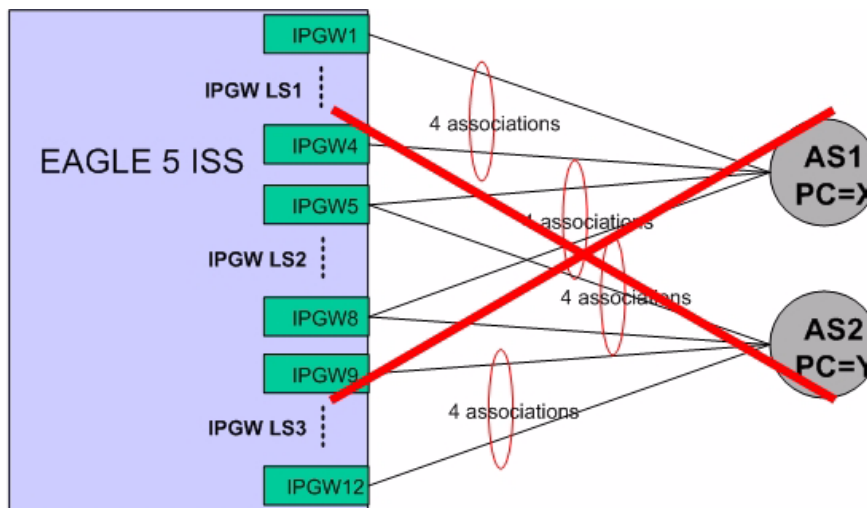 IPGW1
IPGW LS1
4 associations
IPGW4
EAGLE 5 ISS
AS1
PC=X
IPGW5
4 associations
IPGW LS2
4 associations
IPGW8
AS2
PC=Y
IPGW9
4 associations
IPGW LS3
IPGW12